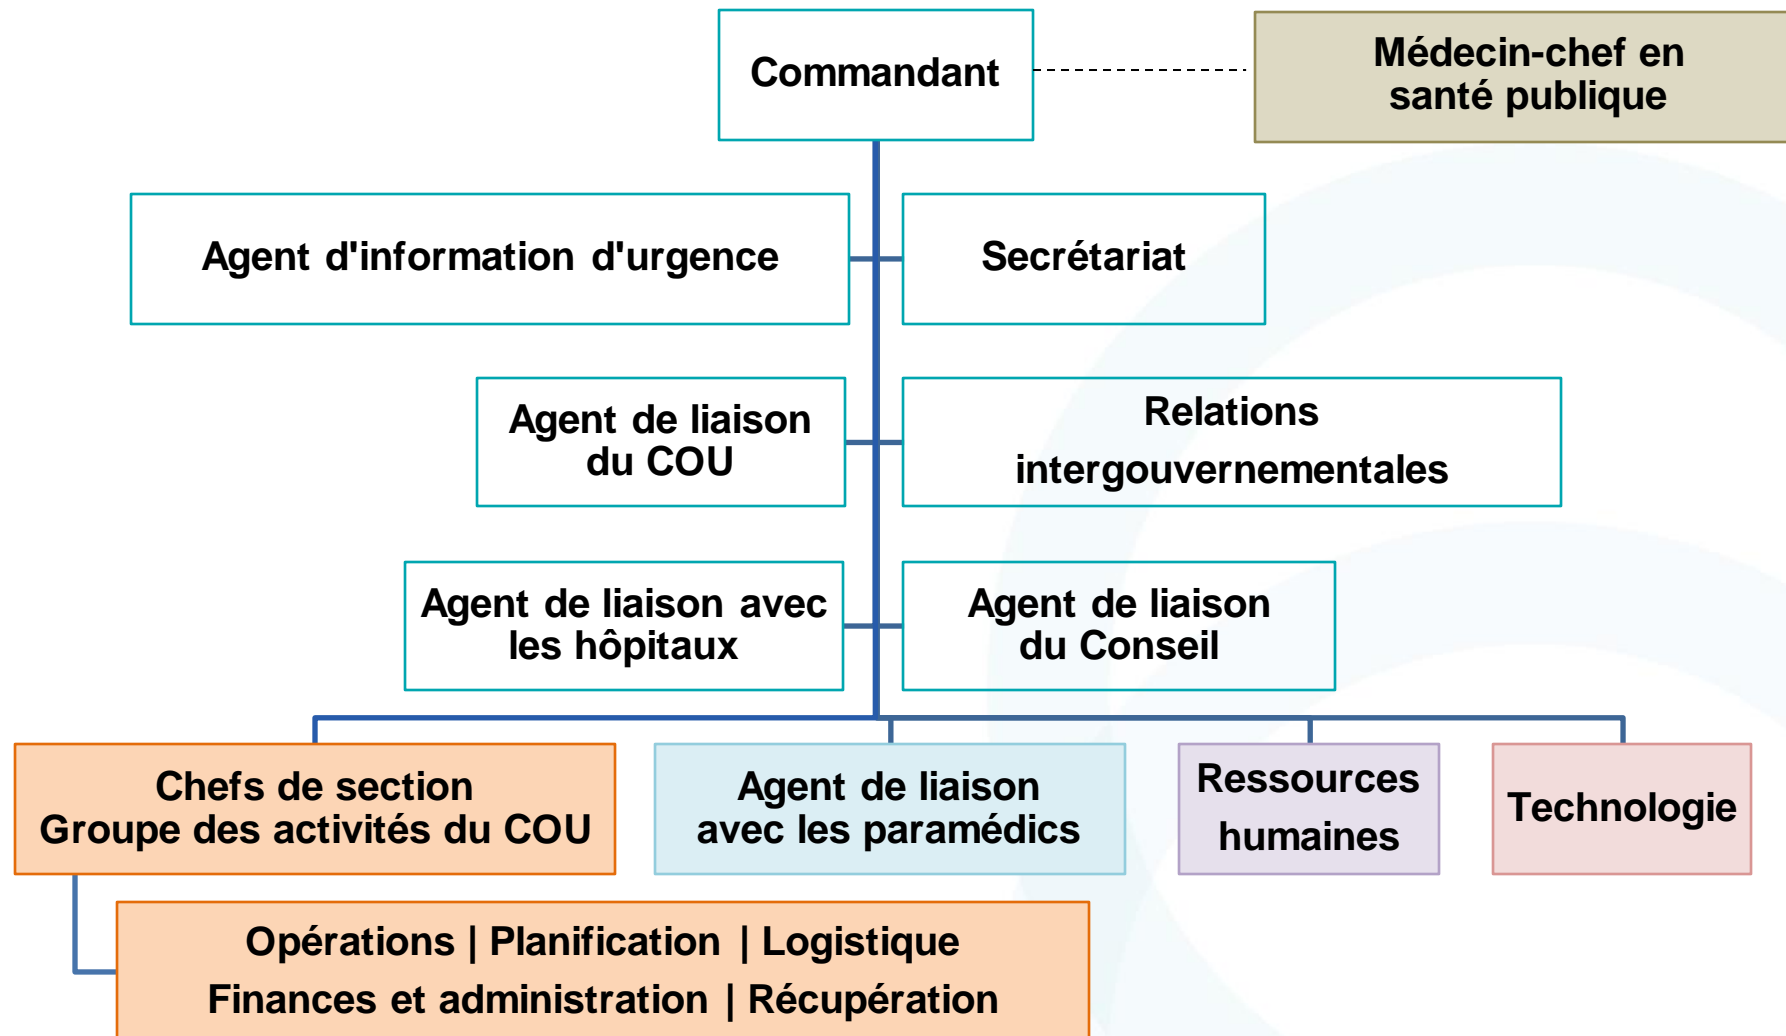 Commandant
Médecin-chef en
santé publique
Agent d'information d'urgence
Secrétariat
Agent de liaison
du COU
Relations
intergouvernementales
Agent de liaison avec
les hôpitaux
Agent de liaison
du Conseil
Chefs de section
Groupe des activités du COU
Agent de liaison
avec les paramédics
Ressources
humaines
Technologie
Opérations | Planification | Logistique
Finances et administration | Récupération